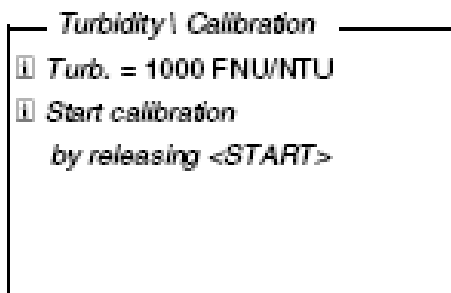 Turbidity \ Calibration
i Turb. = 1000 FNU/NTU
i Start calibration
by releasing <START>